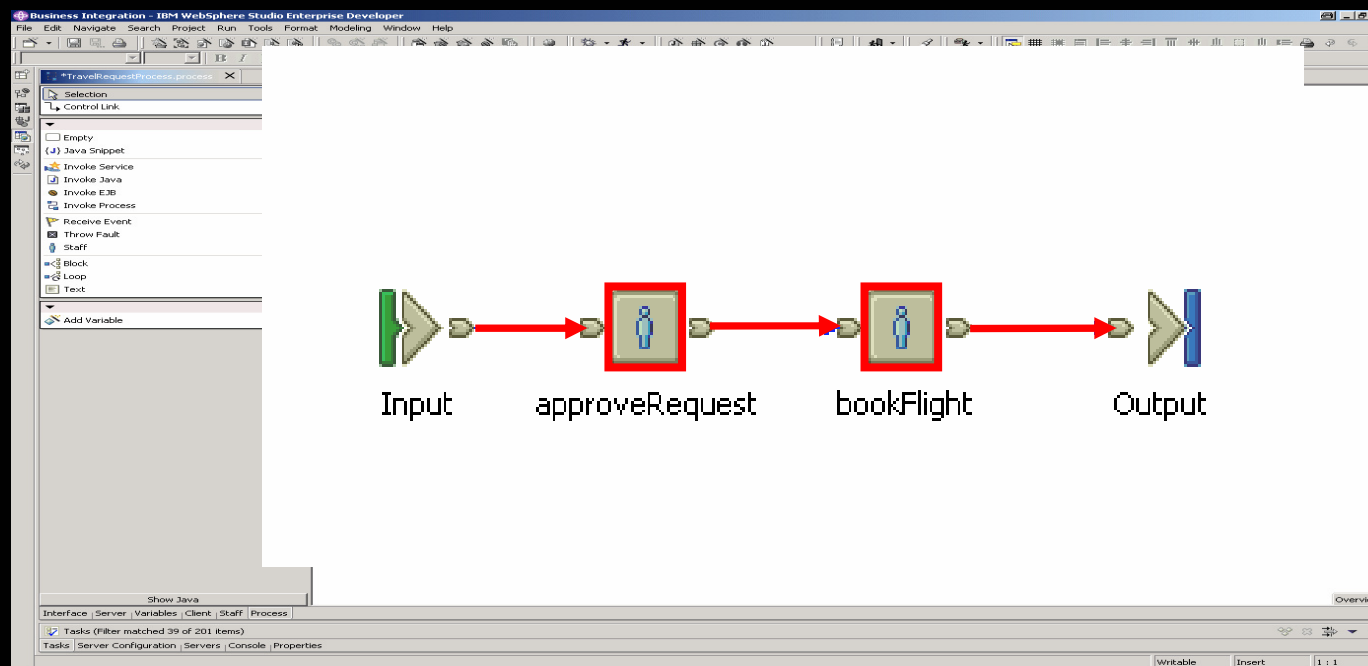 Business Integration - IBM WebSphere Studio Enterprise Developer
File Edit Navigate Search Project Run Tools Format Modeling Window Help
B I
*TravelRequestProcess.process
Selection
Control Link
Empty
Java Snippet
Invoke Service
Invoke Java
Invoke EJB
Invoke Process
Receive Event
Throw Fault
Staff
Block
Loop
Text
Add Variable
Input approveRequest bookFlight Output
Show Java
Overvi
Interface Server Variables Client Staff Process
Tasks (Filter matched 39 of 201 items)
Tasks Server Configuration Servers Console Properties
Writable Insert 1 : 1